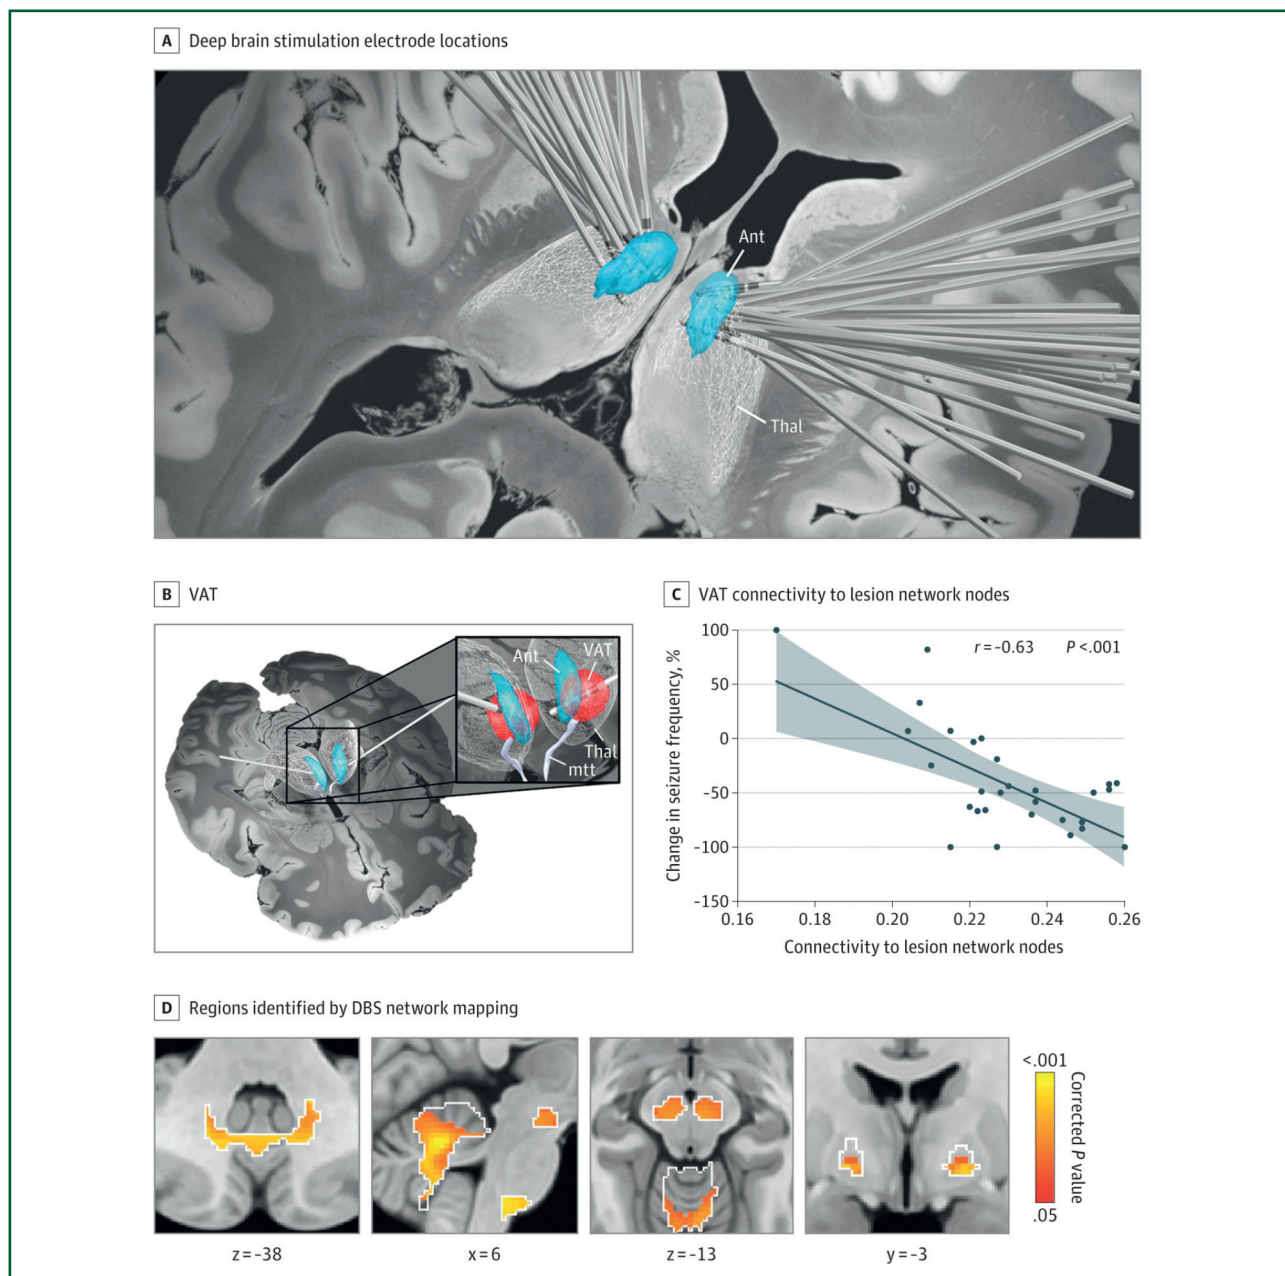 A Deep brain stimulation electrode locations
Ant
Thal
B VAT
Ant
VAT
Thal
mtt
C VAT connectivity to lesion network nodes
r = -0.63 P <.001
Change in seizure frequency, %
100
50
0
-50
-100
-150
0.16 0.18 0.20 0.22 0.24 0.26
Connectivity to lesion network nodes
D Regions identified by DBS network mapping
z = -38
x = 6
z = -13
y = -3
<.001
Corrected P value
.05